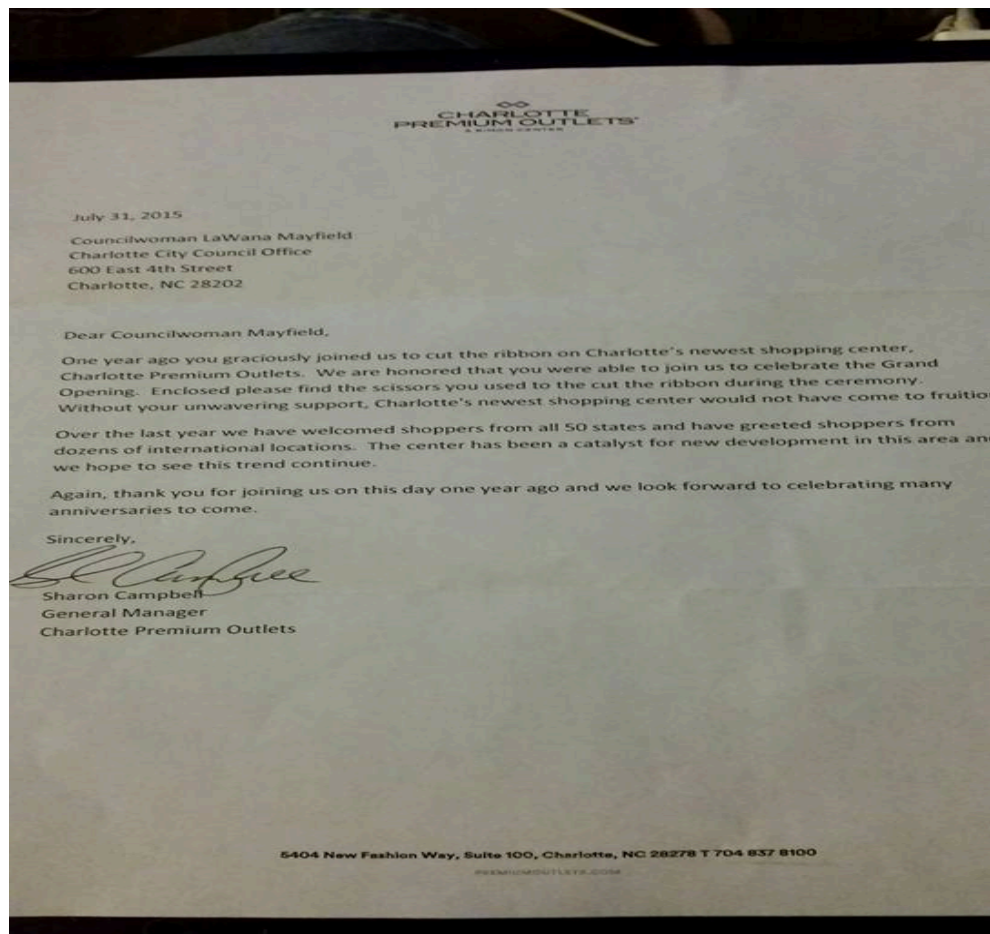 CHARLOTTE
PREMIUM OUTLETS®
A SIMON CENTER
July 31, 2015
Councilwoman LaWana Mayfield
Charlotte City Council Office
600 East 4th Street
Charlotte, NC 28202
Dear Councilwoman Mayfield,
One year ago you graciously joined us to cut the ribbon on Charlotte's newest shopping center,
Charlotte Premium Outlets. We are honored that you were able to join us to celebrate the Grand
Opening. Enclosed please find the scissors you used to the cut the ribbon during the ceremony.
Without your unwavering support, Charlotte's newest shopping center would not have come to fruitio
Over the last year we have welcomed shoppers from all 50 states and have greeted shoppers from
dozens of international locations. The center has been a catalyst for new development in this area an
we hope to see this trend continue.
Again, thank you for joining us on this day one year ago and we look forward to celebrating many
anniversaries to come.
Sincerely,
Sharon Campbell
General Manager
Charlotte Premium Outlets
5404 New Fashion Way, Suite 100, Charlotte, NC 28278 T 704 837 8100
PREMIUMOUTLETS.COM